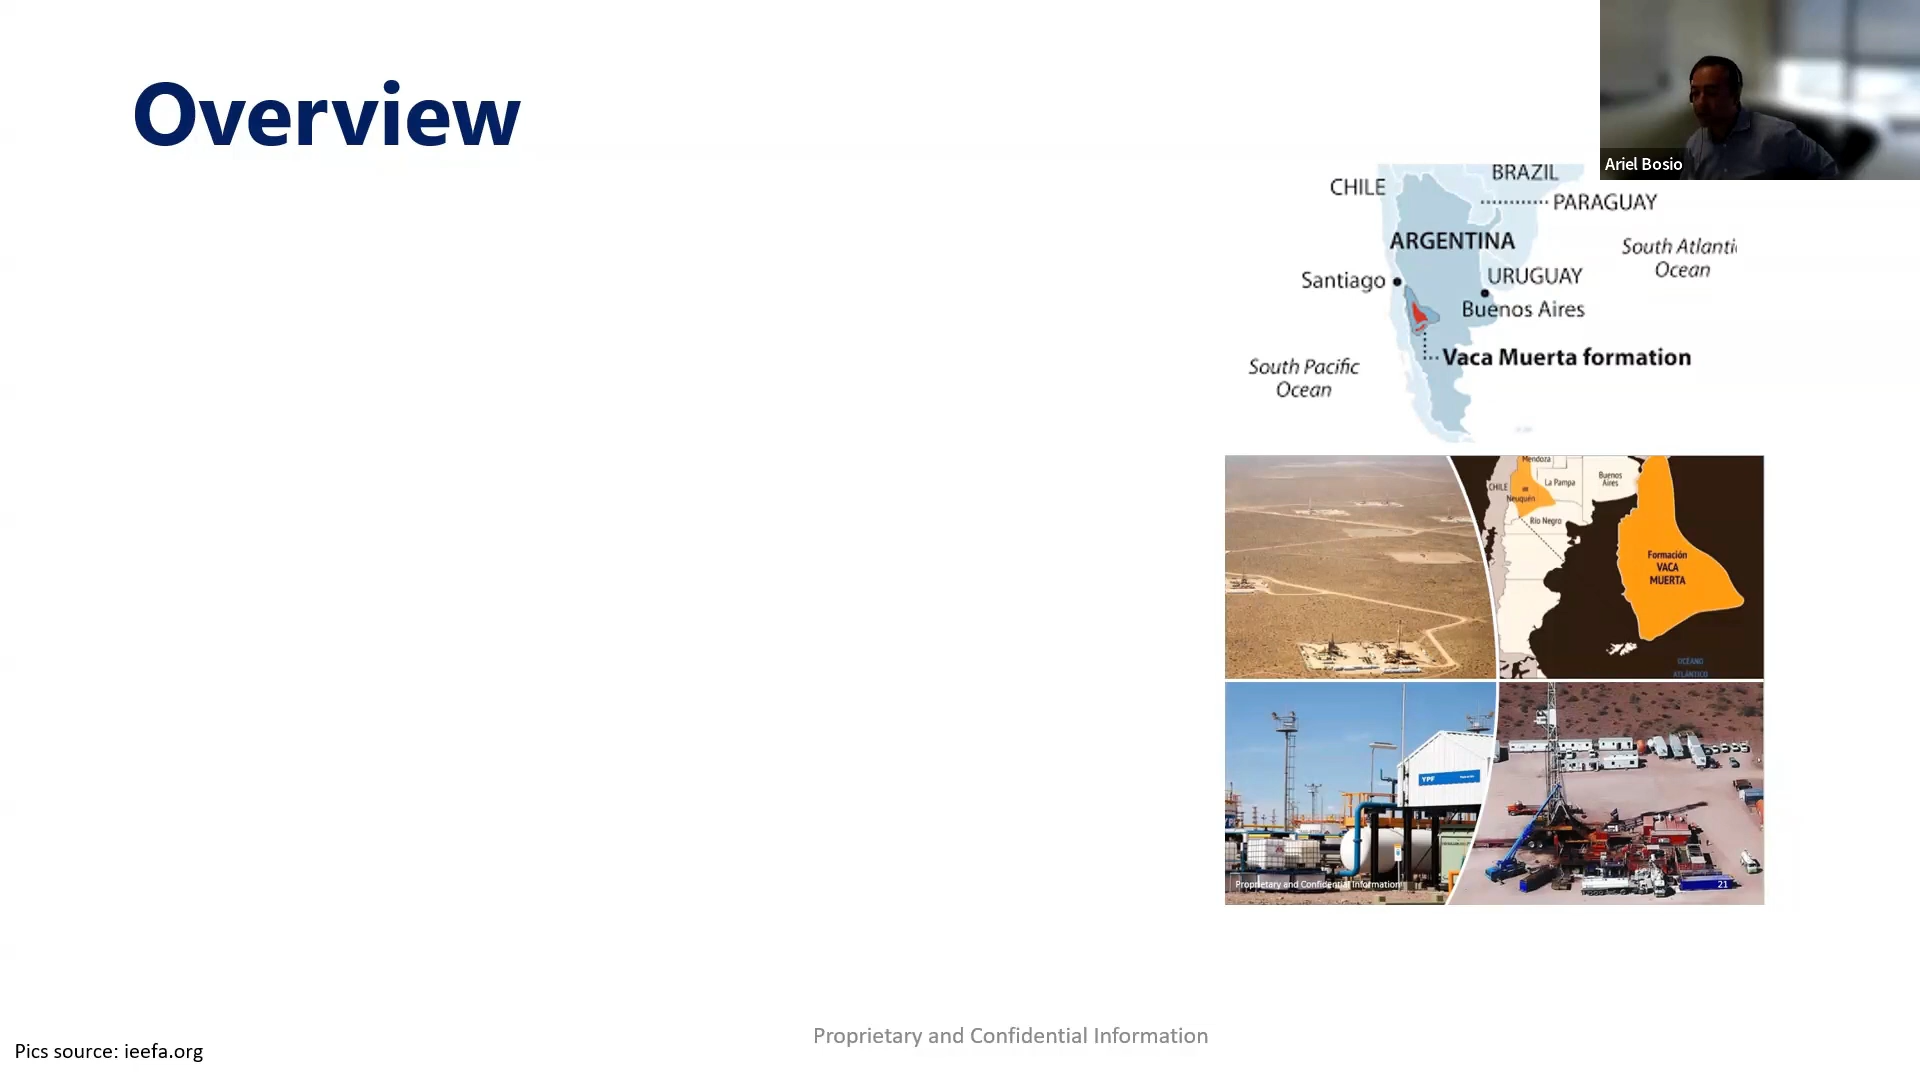 Overview
Ariel Bosio
BRAZIL
CHILE
PARAGUAY
ARGENTINA
South Atlanti
Ocean
Santiago
URUGUAY
Buenos Aires
Vaca Muerta formation
South Pacific
Ocean
Mendoza
CHILE
La Pampa
Buenos
Aires
Neuquén
Río Negro
Formación
VACA
MUERTA
OCÉANO
ATLÁNTICO
YPF
Proprietary and Confidential Information
21
Proprietary and Confidential Information
Pics source: ieefa.org